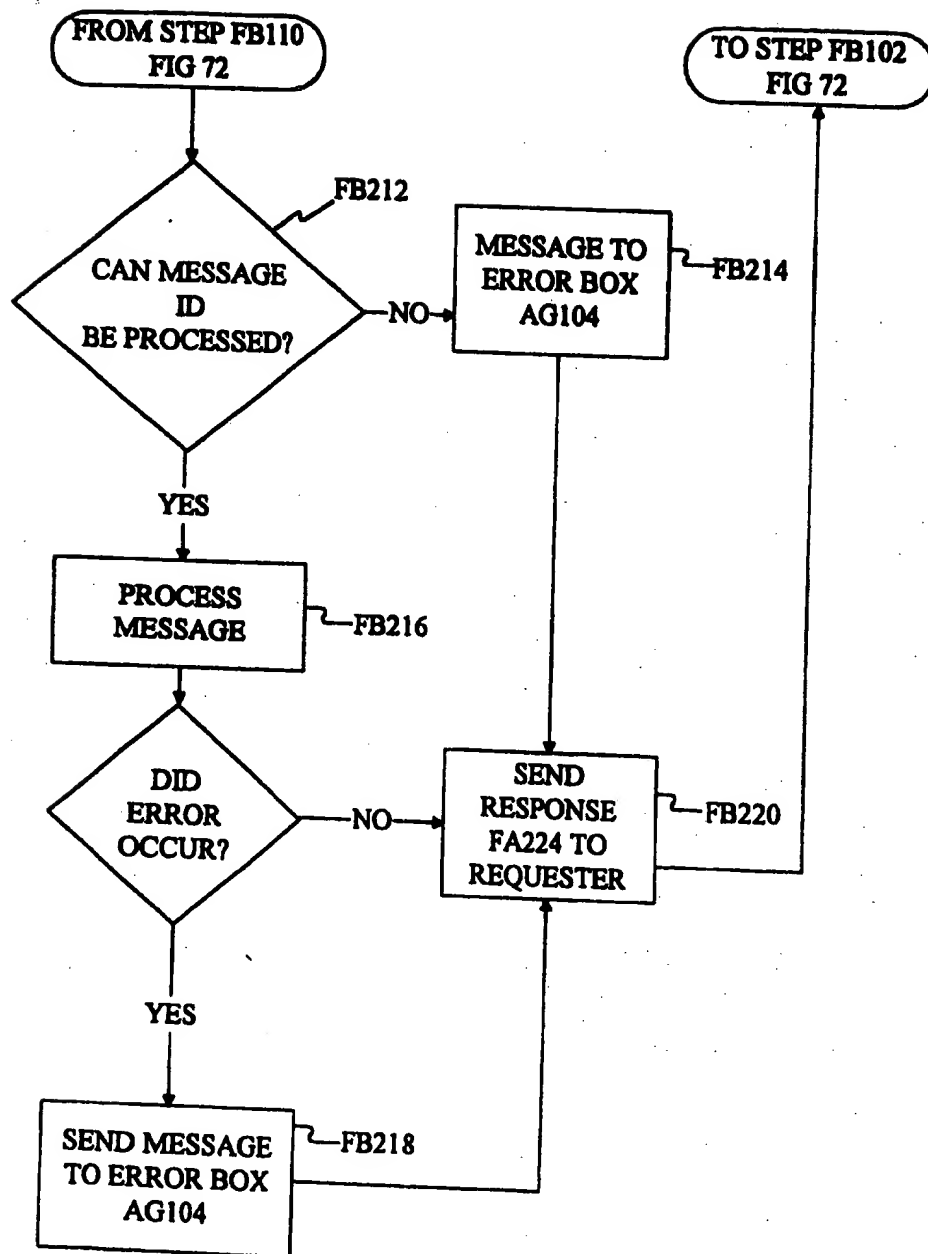 FROM STEP FB110
FIG 72
TO STEP FB102
FIG 72
FB212
CAN MESSAGE
ID
BE PROCESSED?
NO
MESSAGE TO
ERROR BOX
AG104
FB214
YES
PROCESS
MESSAGE
FB216
DID
ERROR
OCCUR?
NO
SEND
RESPONSE
FA224 TO
REQUESTER
FB220
YES
SEND MESSAGE
TO ERROR BOX
AG104
FB218